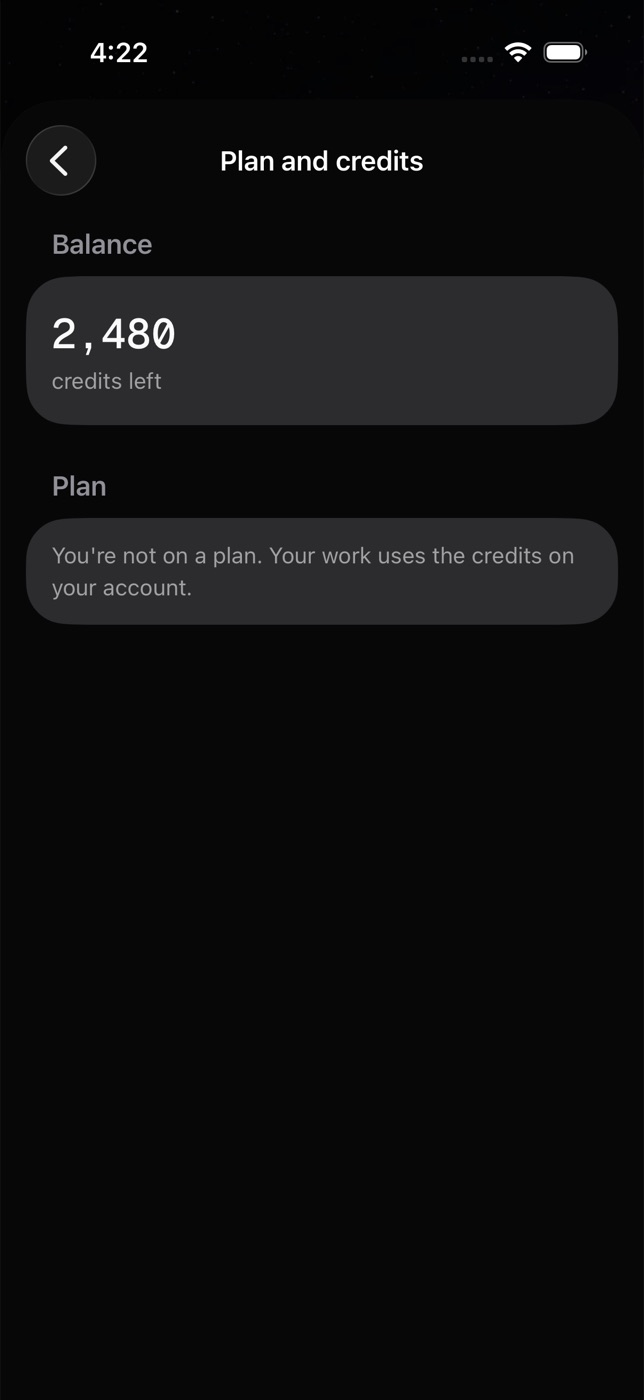 4:22
Plan and credits
Balance
2,480
credits left
Plan
You're not on a plan. Your work uses the credits on
your account.